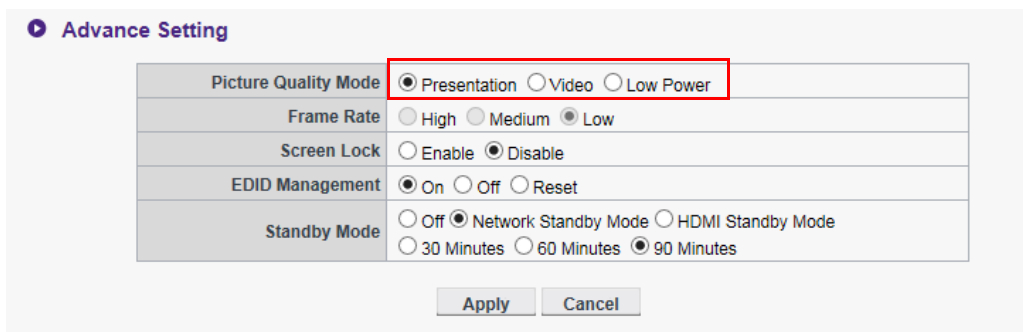 Advance Setting
Picture Quality Mode Presentation Video Low Power
Frame Rate High Medium Low
Screen Lock Enable Disable
EDID Management On Off Reset
Standby Mode Off Network Standby Mode HDMI Standby Mode
30 Minutes 60 Minutes 90 Minutes
Apply Cancel